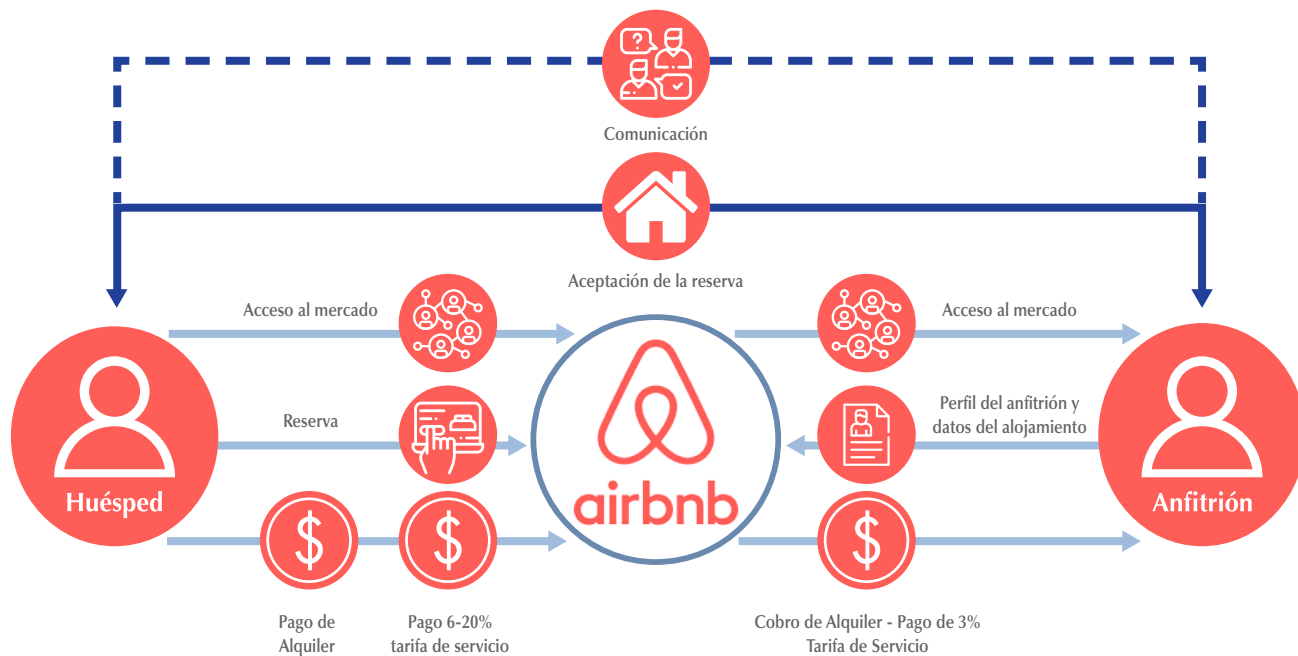 Comunicación
Aceptación de la reserva
Acceso al mercado
Acceso al mercado
Reserva
Perfil del anfitrión y
datos del alojamiento
Huésped
airbnb
Anfitrión
$
$
$
Pago de
Alquiler
Pago 6-20%
tarifa de servicio
Cobro de Alquiler - Pago de 3%
Tarifa de Servicio